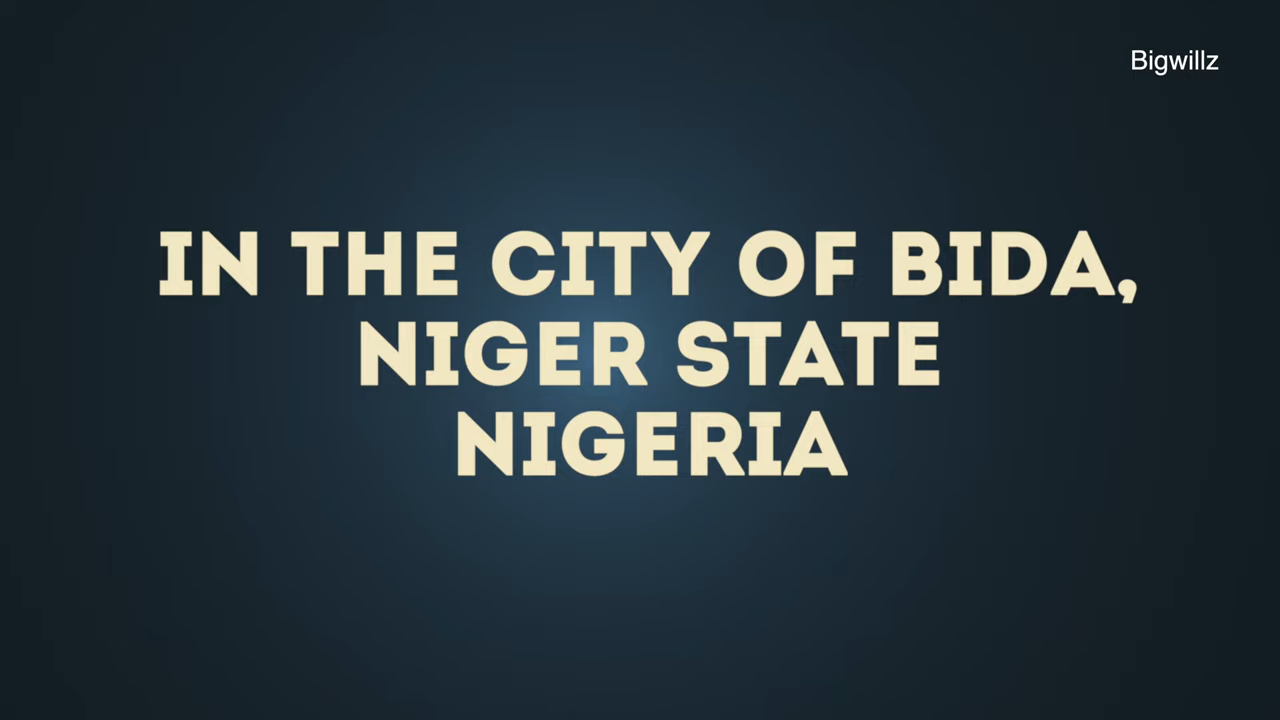 Bigwillz
IN THE CITY OF BIDA,
NIGER STATE
NIGERIA